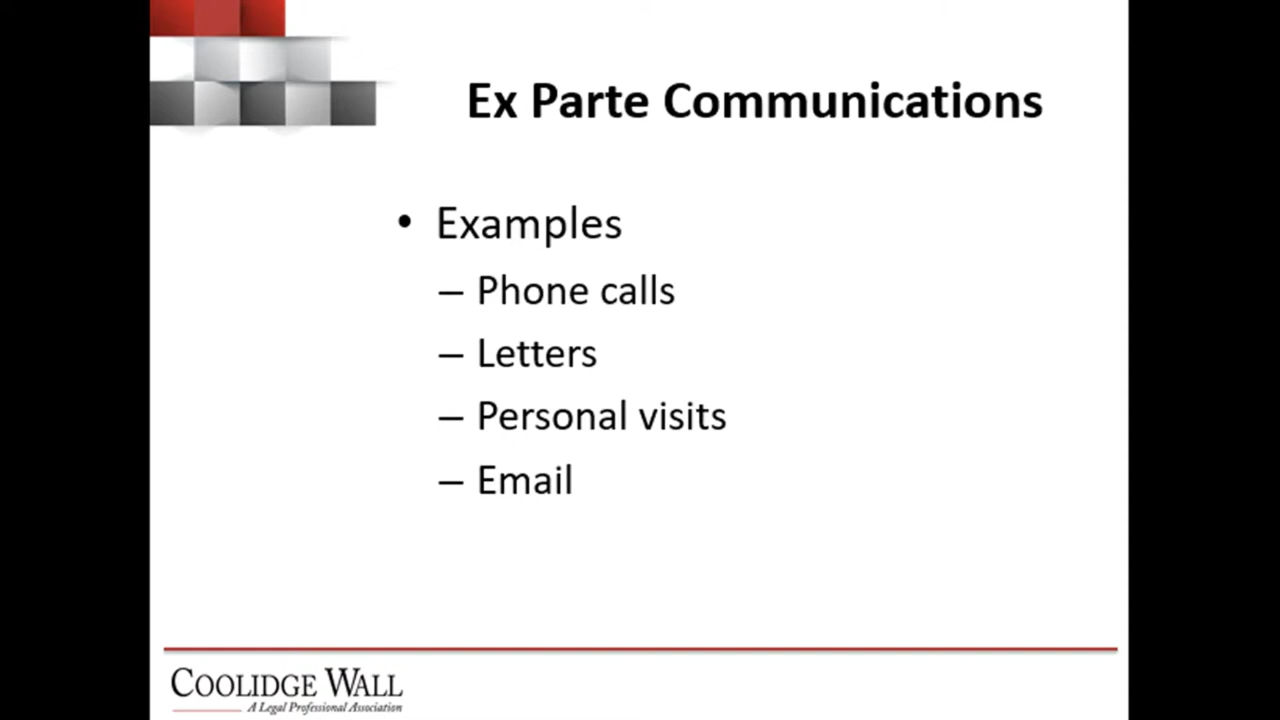 Ex Parte Communications
• Examples
– Phone calls
– Letters
– Personal visits
– Email
COOLIDGE WALL
A Legal Professional Association